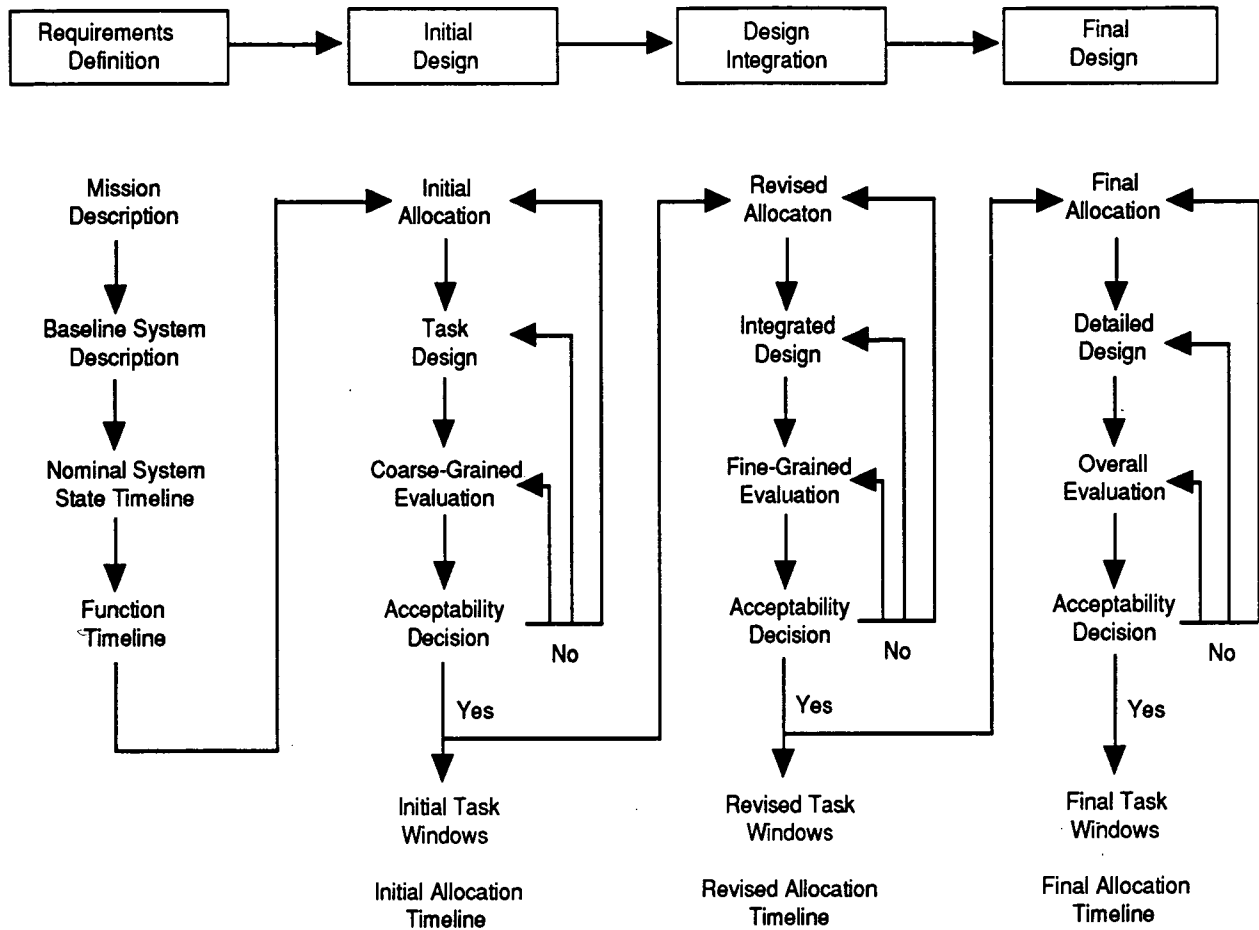 Requirements
Definition
Initial
Design
Design
Integration
Final
Design
Mission
Description
Baseline System
Description
Nominal System
State Timeline
Function
Timeline
Initial
Allocation
Task
Design
Coarse-Grained
Evaluation
Acceptability
Decision
No
Yes
Initial Task
Windows
Initial Allocation
Timeline
Revised
Allocaton
Integrated
Design
Fine-Grained
Evaluation
Acceptability
Decision
No
Yes
Revised Task
Windows
Revised Allocation
Timeline
Final
Allocation
Detailed
Design
Overall
Evaluation
Acceptability
Decision
No
Yes
Final Task
Windows
Final Allocation
Timeline